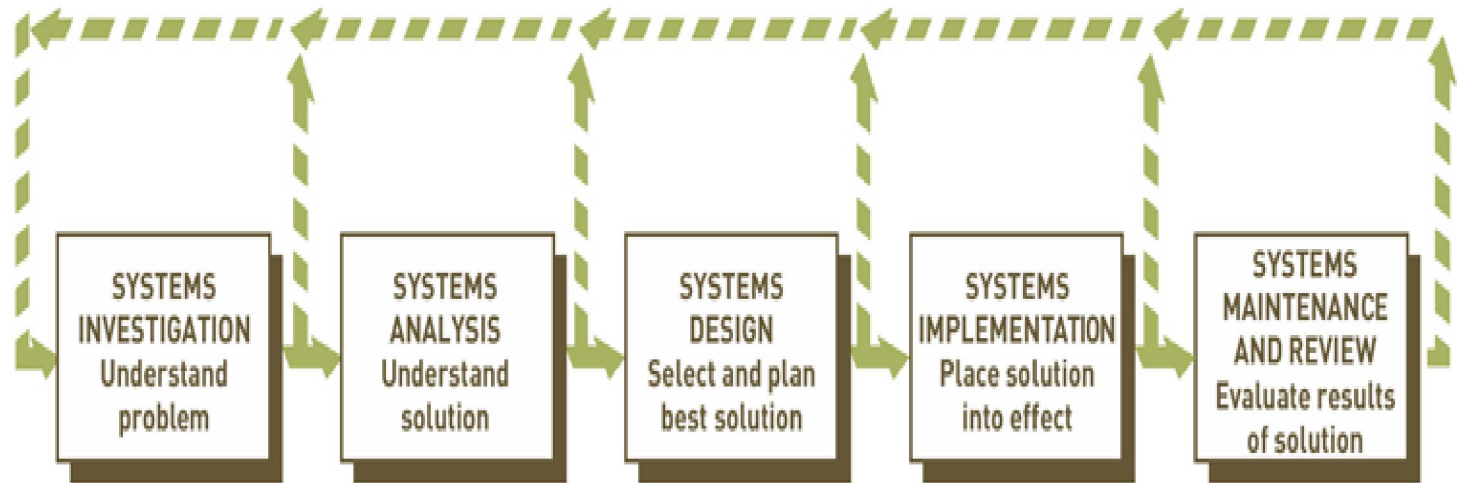 SYSTEMS
INVESTIGATION
Understand
problem
SYSTEMS
ANALYSIS
Understand
solution
SYSTEMS
DESIGN
Select and plan
best solution
SYSTEMS
IMPLEMENTATION
Place solution
into effect
SYSTEMS
MAINTENANCE
AND REVIEW
Evaluate results
of solution